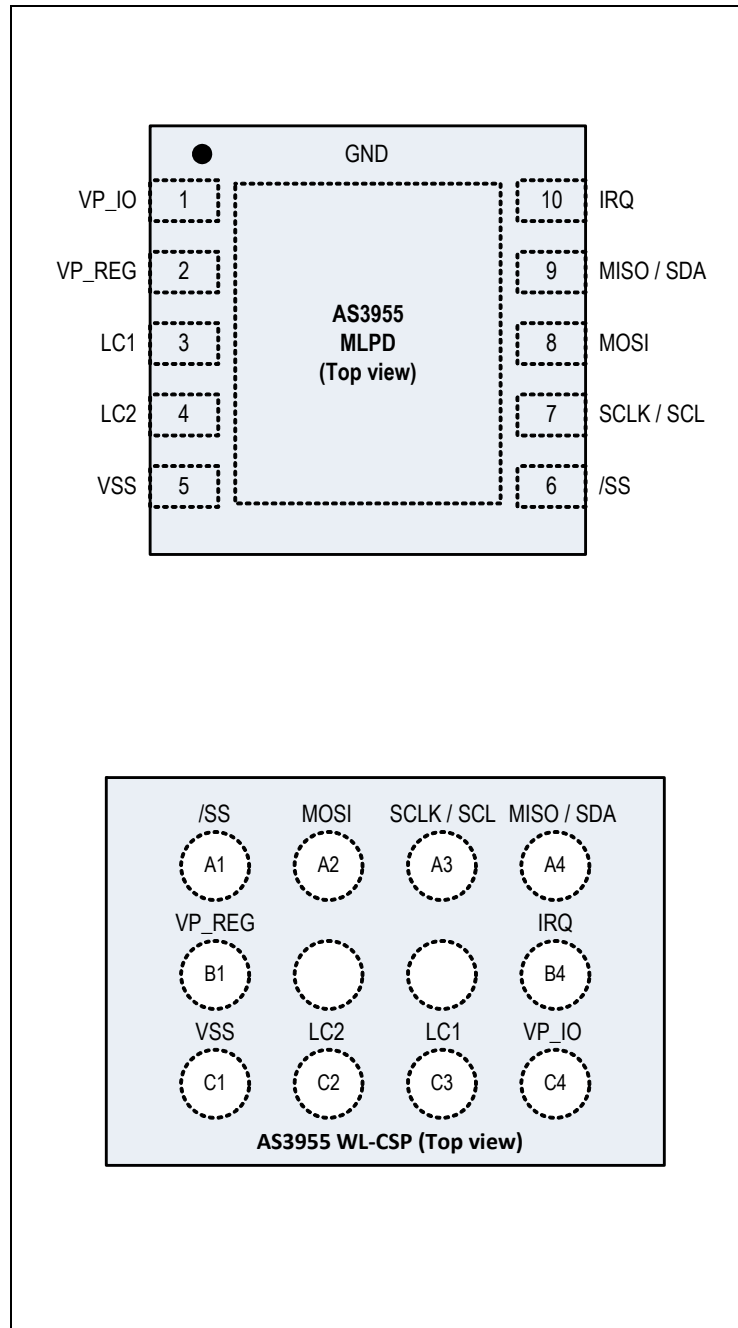 GND
VP_IO 1 10 IRQ
VP_REG 2 9 MISO / SDA
AS3955
MLPD
(Top view)
LC1 3 8 MOSI
LC2 4 7 SCLK / SCL
VSS 5 6 /SS
/SS MOSI SCLK / SCL MISO / SDA
A1 A2 A3 A4
VP_REG IRQ
B1 B4
VSS LC2 LC1 VP_IO
C1 C2 C3 C4
AS3955 WL-CSP (Top view)